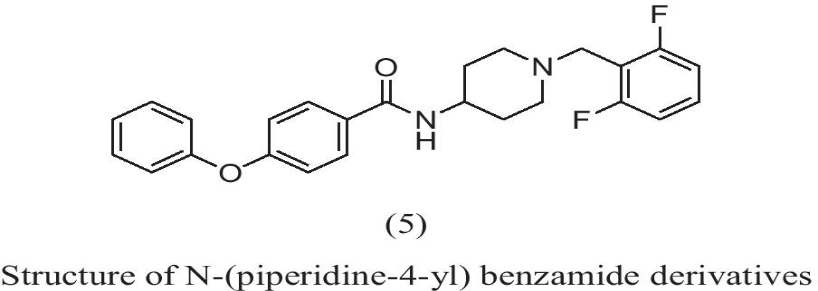 F
O
N
N
H
F
O
(5)
Structure of N-(piperidine-4-yl) benzamide derivatives